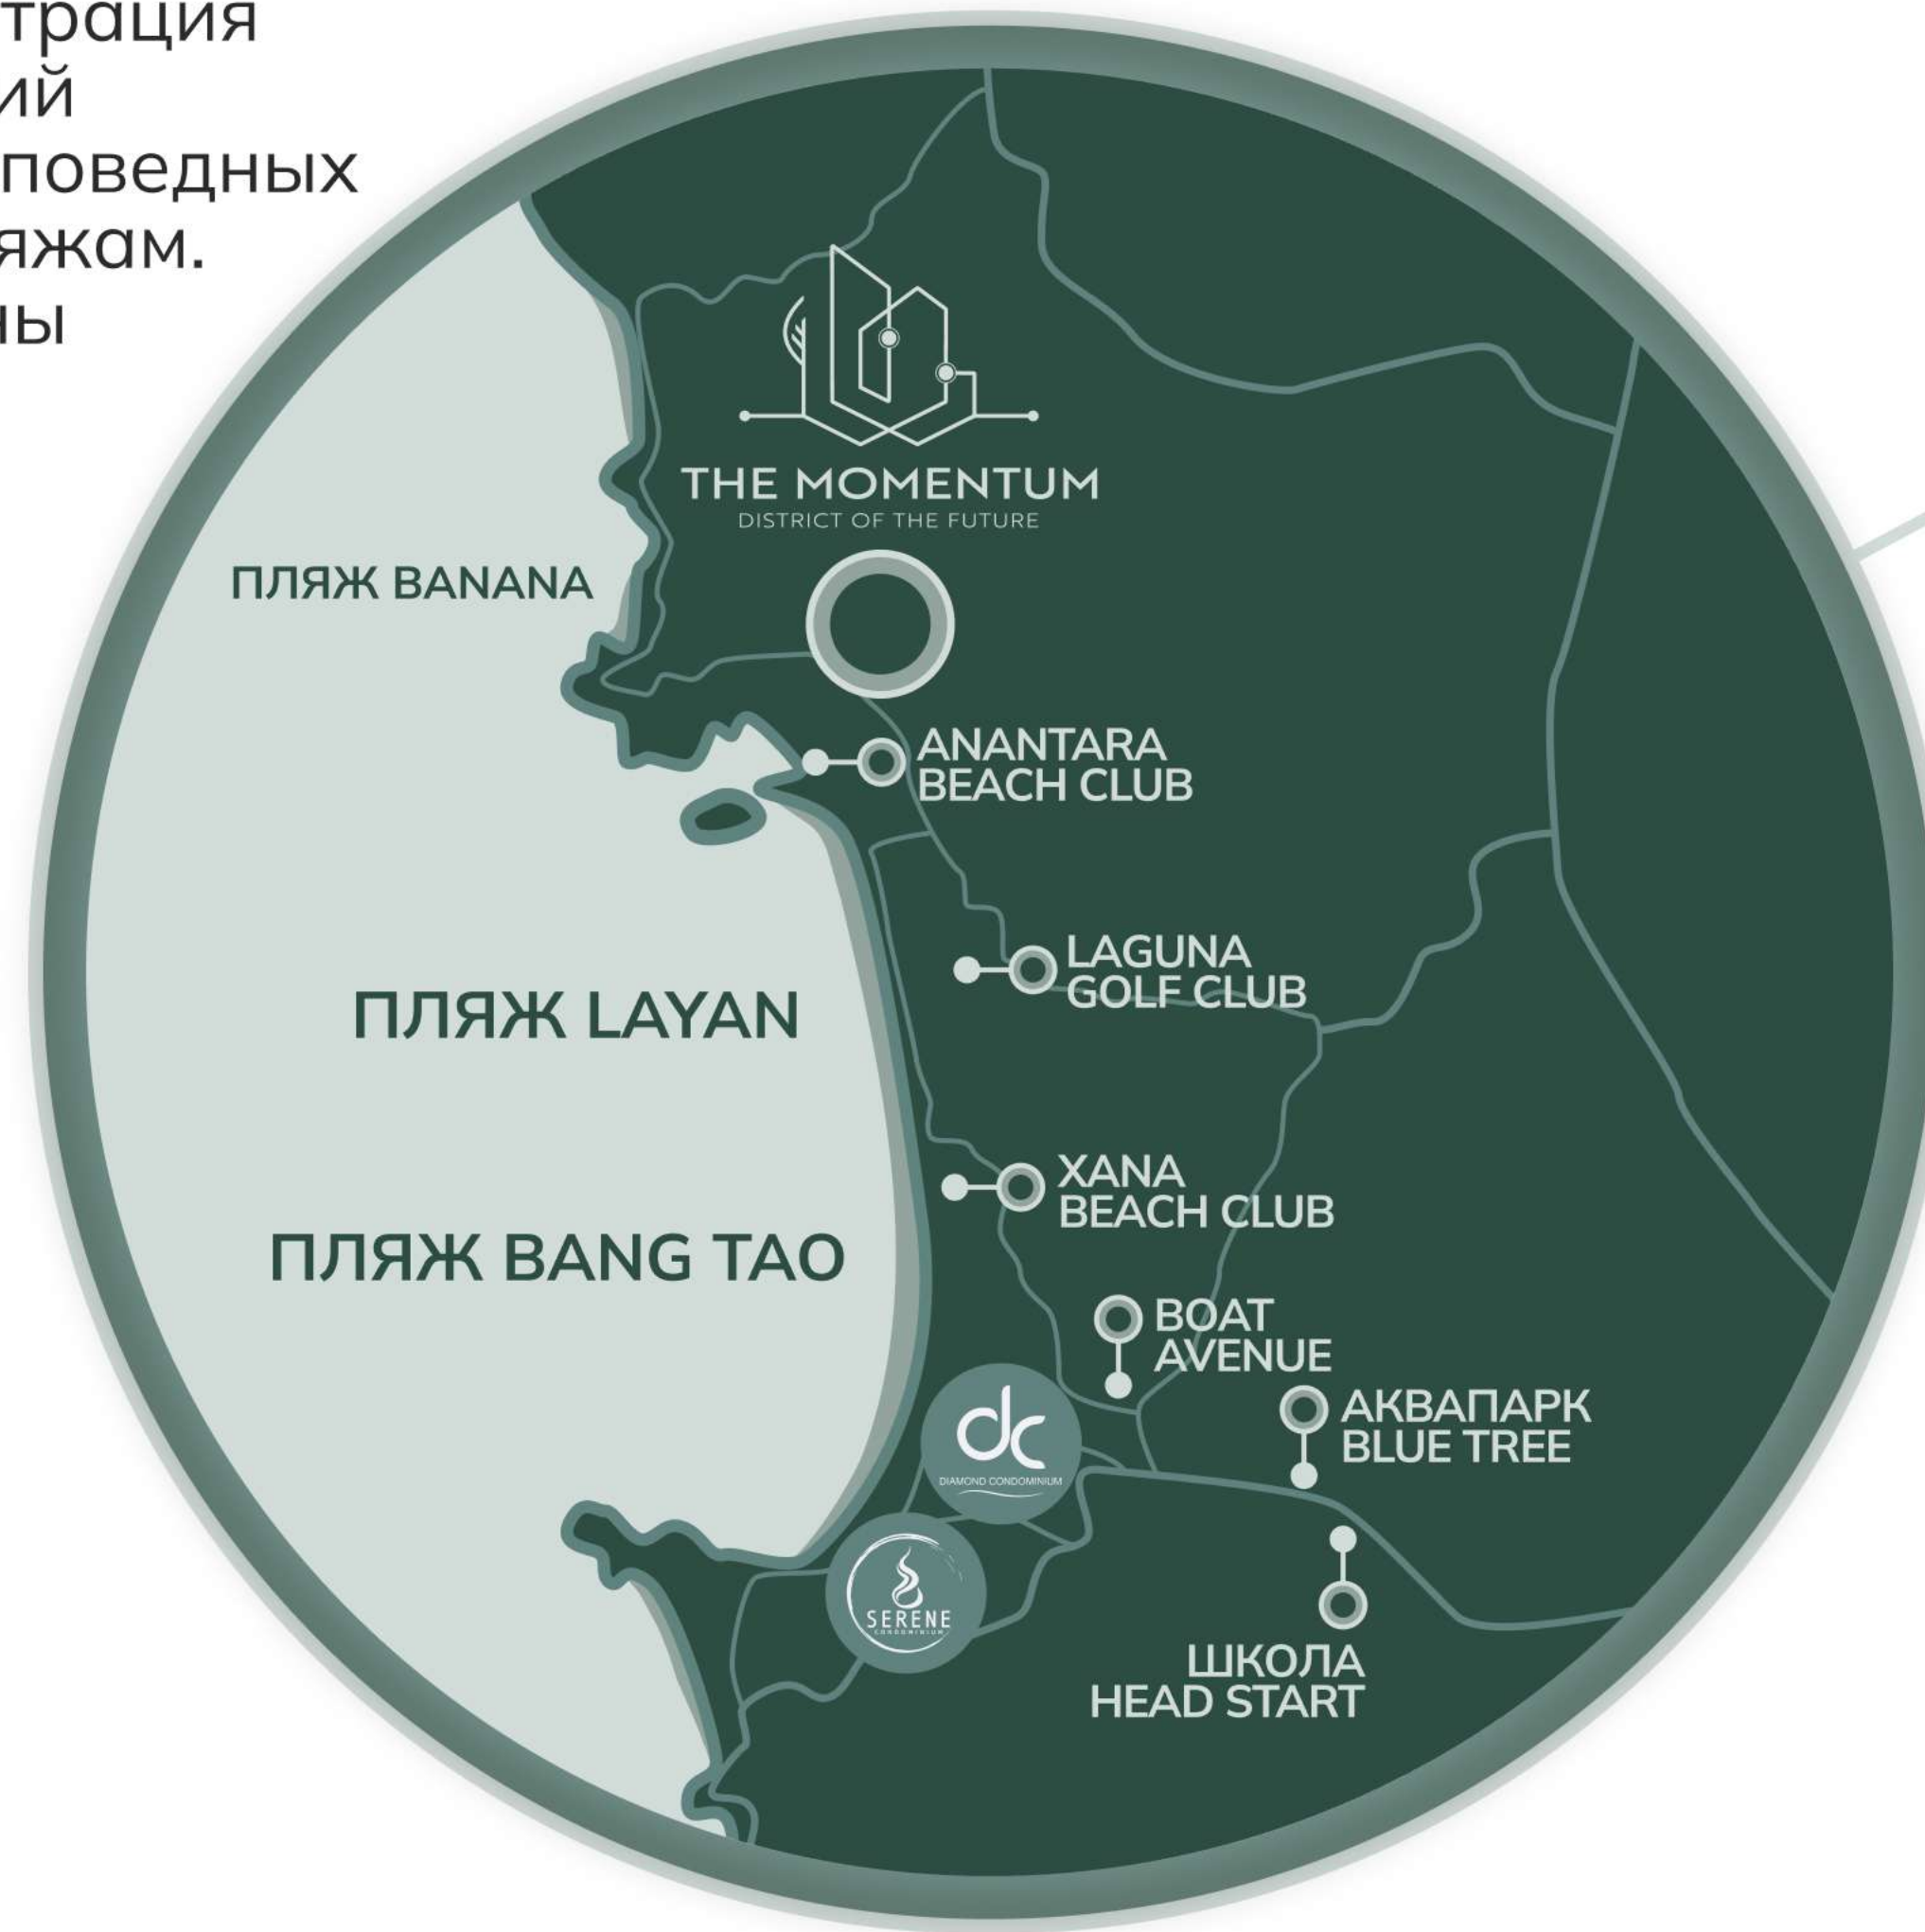 трация
ий
поведных
яжам.
ны
THE MOMENTUM
DISTRICT OF THE FUTURE
ПЛЯЖ BANANA
ANANTARA
BEACH CLUB
LAGUNA
GOLF CLUB
ПЛЯЖ LAYAN
XANA
BEACH CLUB
ПЛЯЖ BANG TAO
BOAT
AVENUE
АКВАПАРК
BLUE TREE
dc
DIAMOND CONDOMINIUM
SERENE
CONDOMINIUM
ШКОЛА
HEAD START